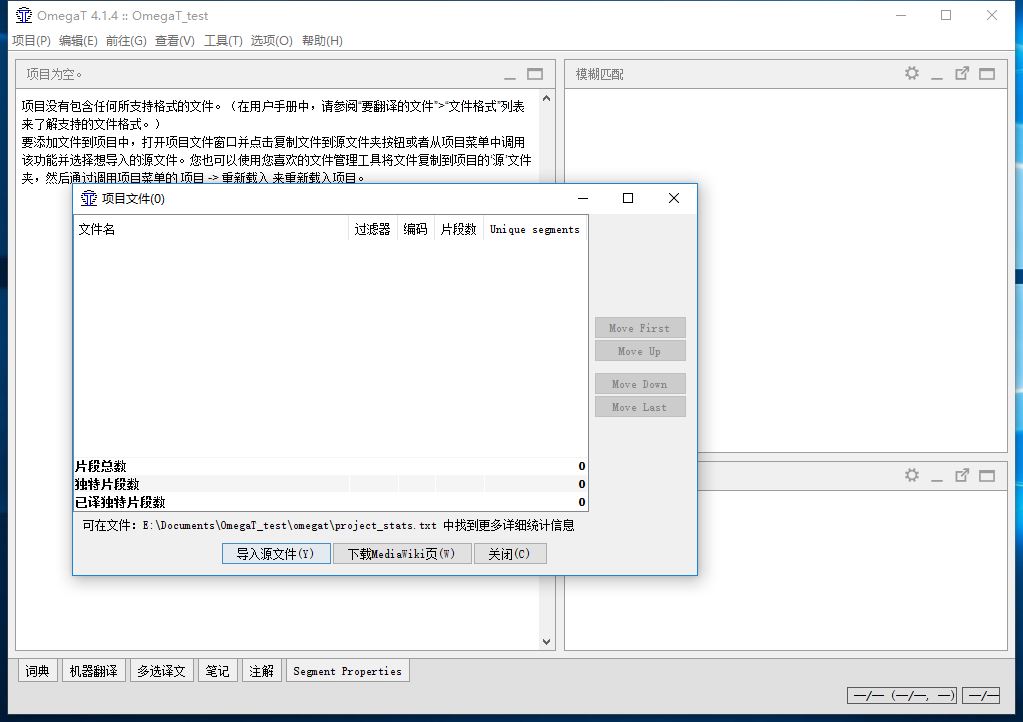 OmegaT 4.1.4 :: OmegaT_test
项目(P) 编辑(E) 前往(G) 查看(V) 工具(T) 选项(O) 帮助(H)
项目为空。
模糊匹配
项目没有包含任何所支持格式的文件。（在用户手册中，请参阅“要翻译的文件”>“文件格式”列表
来了解支持的文件格式。）
要添加文件到项目中，打开项目文件窗口并点击复制文件到源文件夹按钮或者从项目菜单中调用
该功能并选择想导入的源文件。您也可以使用您喜欢的文件管理工具将文件复制到项目的‘源’文件
夹，然后通过调用项目菜单的 项目 -> 重新载入 来重新载入项目。
项目文件(0)
文件名 过滤器 编码 片段数 Unique segments
Move First
Move Up
Move Down
Move Last
片段总数 0
独特片段数 0
已译独特片段数 0
可在文件：E:\Documents\OmegaT_test\omegat\project_stats.txt 中找到更多详细统计信息
导入源文件(Y) 下载MediaWiki页(W) 关闭(C)
词典 机器翻译 多选译文 笔记 注解 Segment Properties
—/— (—/—, —) —/—